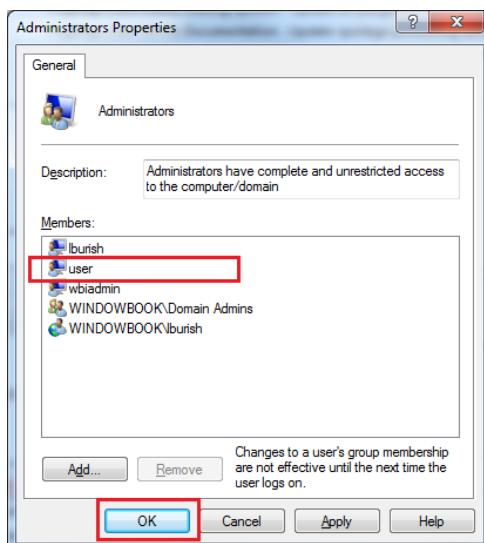 Administrators Properties
General
Administrators
Description:
Administrators have complete and unrestricted access
to the computer/domain
Members:
lburish
user
wbiadmin
WINDOWBOOK\Domain Admins
WINDOWBOOK\lburish
Add...
Remove
Changes to a user's group membership
are not effective until the next time the
user logs on.
OK
Cancel
Apply
Help